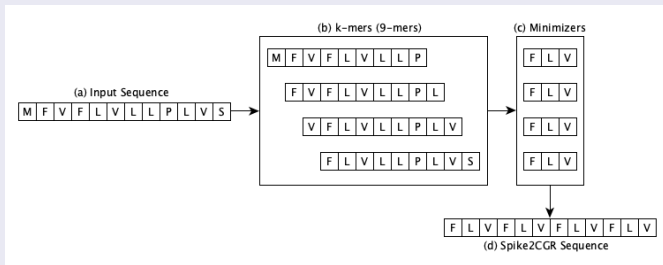 (b) k-mers (9-mers)
(c) Minimizers
(a) Input Sequence
M F V F L V L L P L V S
M F V F L V L L P
F V F L V L L P L
V F L V L L P L V
F L V L L P L V S
F L V
F L V
F L V
F L V
F L V F L V F L V F L V
(d) Spike2CGR Sequence